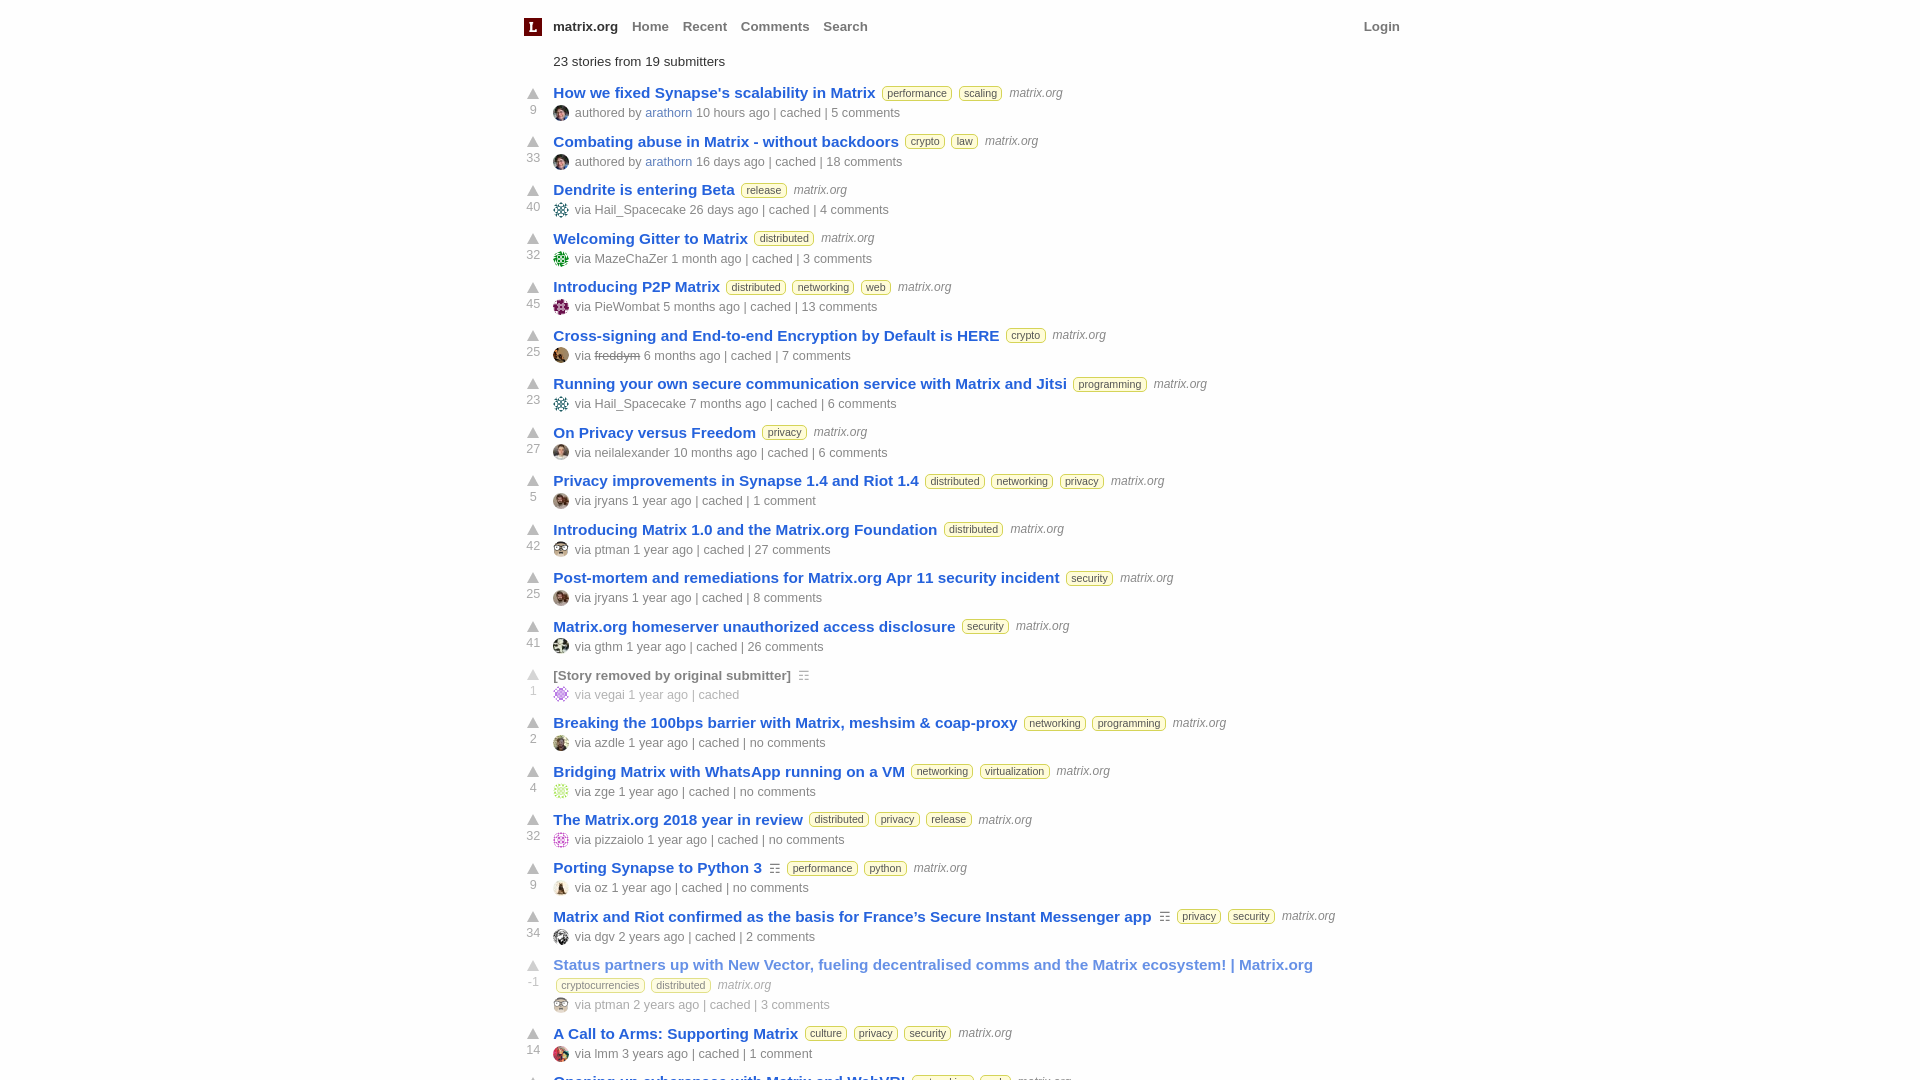 L matrix.org Home Recent Comments Search Login
23 stories from 19 submitters
How we fixed Synapse's scalability in Matrix performance scaling matrix.org
9 authored by arathorn 10 hours ago | cached | 5 comments
Combating abuse in Matrix - without backdoors crypto law matrix.org
33 authored by arathorn 16 days ago | cached | 18 comments
Dendrite is entering Beta release matrix.org
40 via Hail_Spacecake 26 days ago | cached | 4 comments
Welcoming Gitter to Matrix distributed matrix.org
32 via MazeChaZer 1 month ago | cached | 3 comments
Introducing P2P Matrix distributed networking web matrix.org
45 via PieWombat 5 months ago | cached | 13 comments
Cross-signing and End-to-end Encryption by Default is HERE crypto matrix.org
25 via freddym 6 months ago | cached | 7 comments
Running your own secure communication service with Matrix and Jitsi programming matrix.org
23 via Hail_Spacecake 7 months ago | cached | 6 comments
On Privacy versus Freedom privacy matrix.org
27 via neilalexander 10 months ago | cached | 6 comments
Privacy improvements in Synapse 1.4 and Riot 1.4 distributed networking privacy matrix.org
5 via jryans 1 year ago | cached | 1 comment
Introducing Matrix 1.0 and the Matrix.org Foundation distributed matrix.org
42 via ptman 1 year ago | cached | 27 comments
Post-mortem and remediations for Matrix.org Apr 11 security incident security matrix.org
25 via jryans 1 year ago | cached | 8 comments
Matrix.org homeserver unauthorized access disclosure security matrix.org
41 via gthm 1 year ago | cached | 26 comments
[Story removed by original submitter] ☶
1 via vegai 1 year ago | cached
Breaking the 100bps barrier with Matrix, meshsim & coap-proxy networking programming matrix.org
2 via azdle 1 year ago | cached | no comments
Bridging Matrix with WhatsApp running on a VM networking virtualization matrix.org
4 via zge 1 year ago | cached | no comments
The Matrix.org 2018 year in review distributed privacy release matrix.org
32 via pizzaiolo 1 year ago | cached | no comments
Porting Synapse to Python 3 ☶ performance python matrix.org
9 via oz 1 year ago | cached | no comments
Matrix and Riot confirmed as the basis for France’s Secure Instant Messenger app ☶ privacy security matrix.org
34 via dgv 2 years ago | cached | 2 comments
Status partners up with New Vector, fueling decentralised comms and the Matrix ecosystem! | Matrix.org
-1 cryptocurrencies distributed matrix.org
via ptman 2 years ago | cached | 3 comments
A Call to Arms: Supporting Matrix culture privacy security matrix.org
14 via lmm 3 years ago | cached | 1 comment